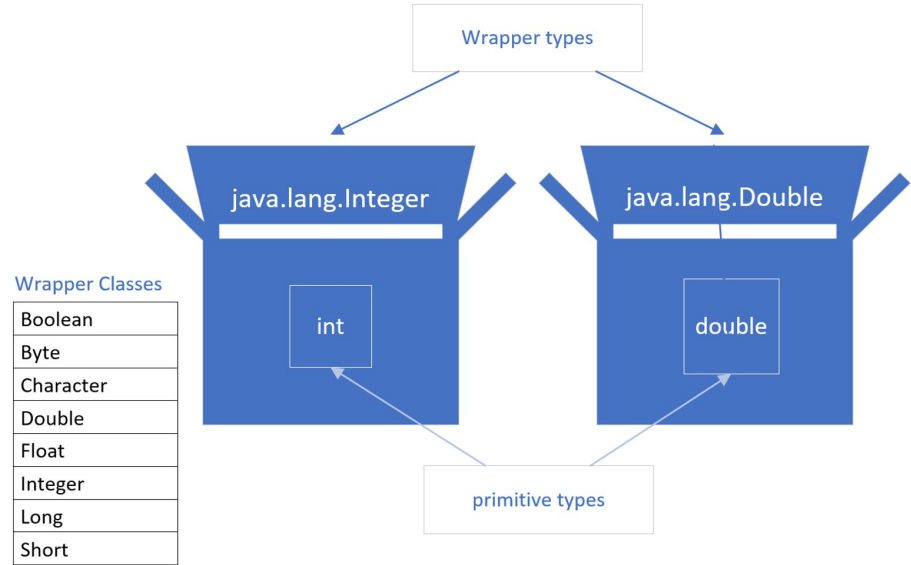 Wrapper types
java.lang.Integer
java.lang.Double
int
double
primitive types
Wrapper Classes
Boolean
Byte
Character
Double
Float
Integer
Long
Short